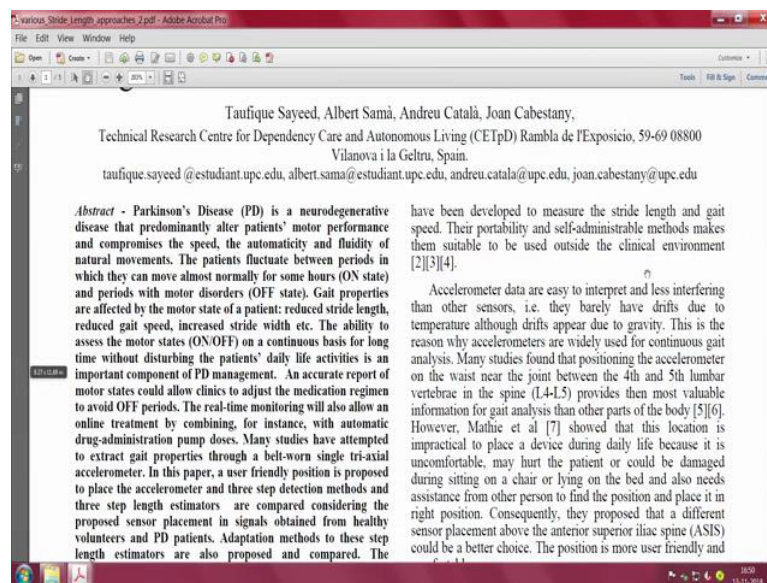 various_Stride_Length_approaches_2.pdf - Adobe Acrobat Pro
File Edit View Window Help
Open Create Customize
1 / 1 Tools Fill & Sign Comme
Taufique Sayeed, Albert Samà, Andreu Català, Joan Cabestany,
Technical Research Centre for Dependency Care and Autonomous Living (CETpD) Rambla de l'Exposicio, 59-69 08800
Vilanova i la Geltru, Spain.
taufique.sayeed @estudiant.upc.edu, albert.sama@estudiant.upc.edu, andreu.catala@upc.edu, joan.cabestany@upc.edu
Abstract - Parkinson's Disease (PD) is a neurodegenerative
disease that predominantly alter patients' motor performance
and compromises the speed, the automaticity and fluidity of
natural movements. The patients fluctuate between periods in
which they can move almost normally for some hours (ON state)
and periods with motor disorders (OFF state). Gait properties
are affected by the motor state of a patient: reduced stride length,
reduced gait speed, increased stride width etc. The ability to
assess the motor states (ON/OFF) on a continuous basis for long
time without disturbing the patients' daily life activities is an
important component of PD management. An accurate report of
motor states could allow clinics to adjust the medication regimen
to avoid OFF periods. The real-time monitoring will also allow an
online treatment by combining, for instance, with automatic
drug-administration pump doses. Many studies have attempted
to extract gait properties through a belt-worn single tri-axial
accelerometer. In this paper, a user friendly position is proposed
to place the accelerometer and three step detection methods and
three step length estimators are compared considering the
proposed sensor placement in signals obtained from healthy
volunteers and PD patients. Adaptation methods to these step
length estimators are also proposed and compared. The
have been developed to measure the stride length and gait
speed. Their portability and self-administrable methods makes
them suitable to be used outside the clinical environment
[2][3][4].
Accelerometer data are easy to interpret and less interfering
than other sensors, i.e. they barely have drifts due to
temperature although drifts appear due to gravity. This is the
reason why accelerometers are widely used for continuous gait
analysis. Many studies found that positioning the accelerometer
on the waist near the joint between the 4th and 5th lumbar
vertebrae in the spine (L4-L5) provides then most valuable
information for gait analysis than other parts of the body [5][6].
However, Mathie et al [7] showed that this location is
impractical to place a device during daily life because it is
uncomfortable, may hurt the patient or could be damaged
during sitting on a chair or lying on the bed and also needs
assistance from other person to find the position and place it in
right position. Consequently, they proposed that a different
sensor placement above the anterior superior iliac spine (ASIS)
could be a better choice. The position is more user friendly and
16:50